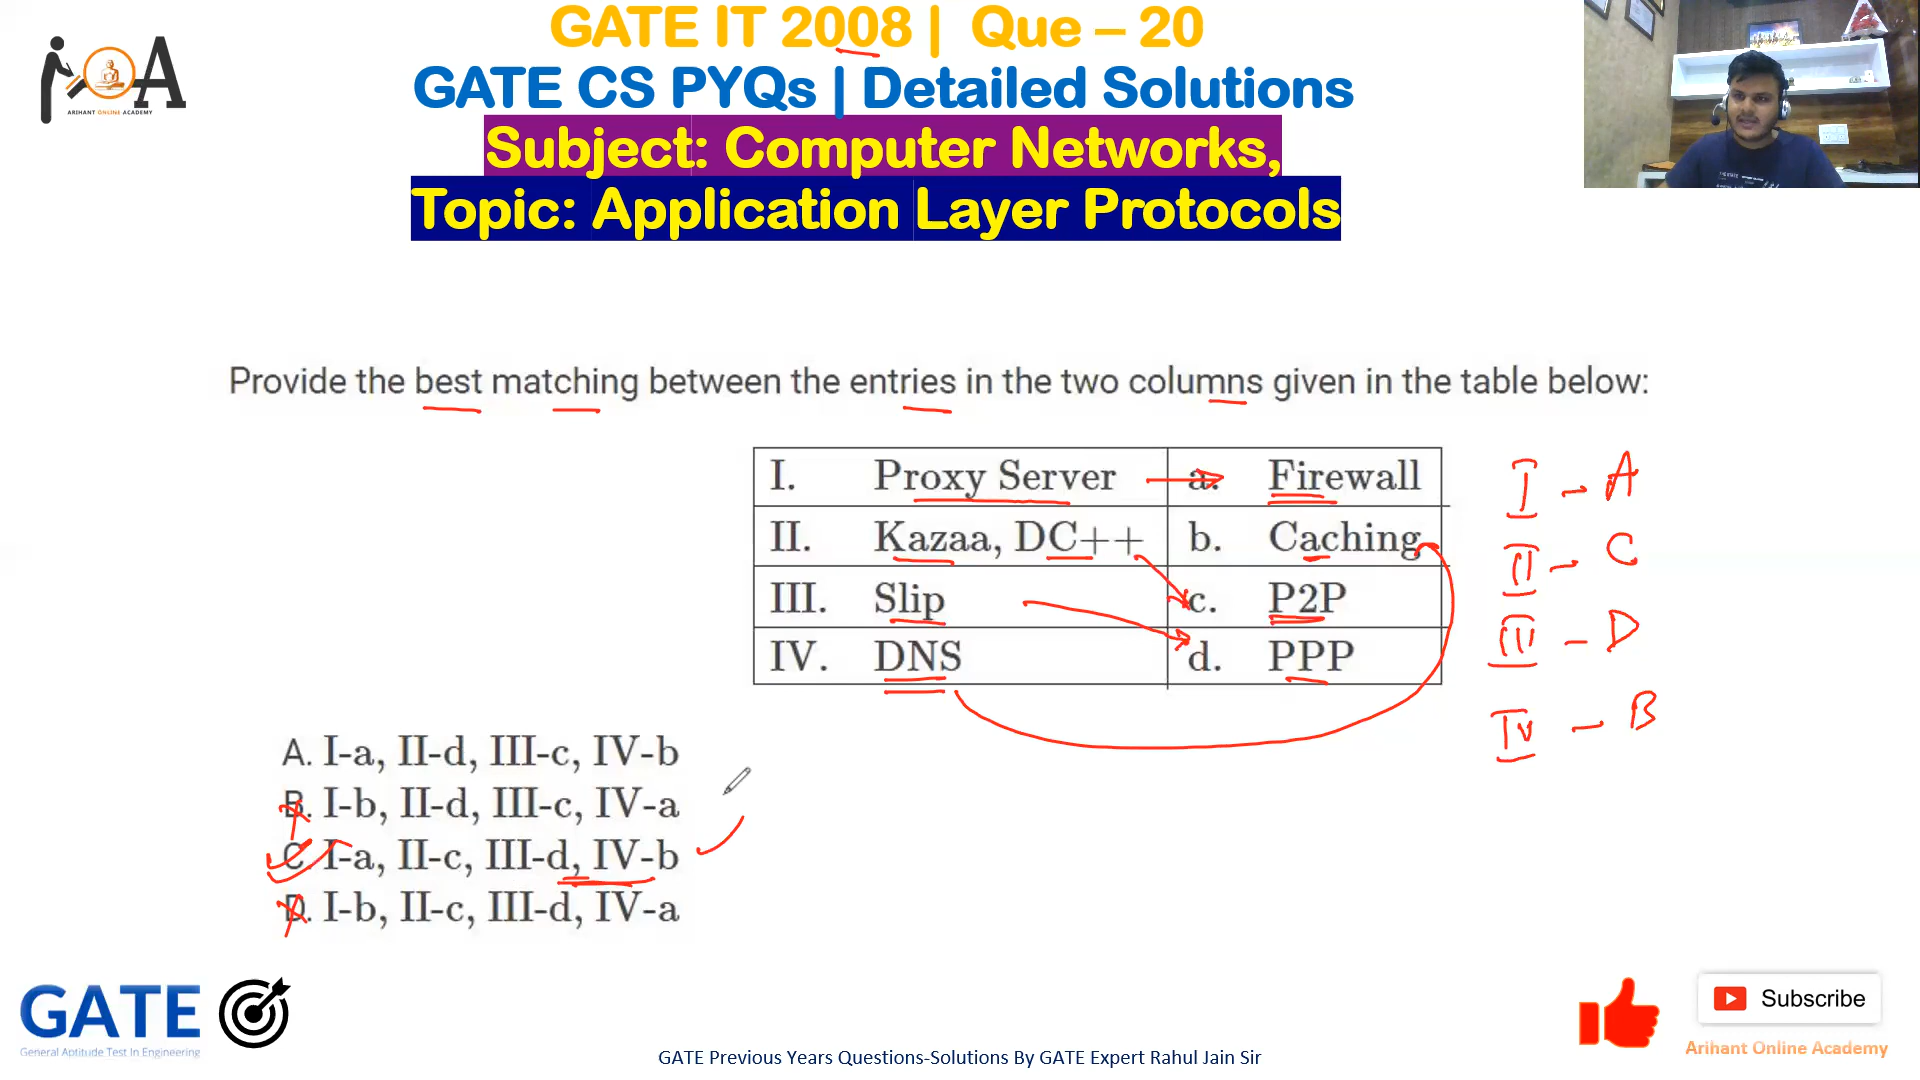 GATE IT 2008 | Que – 20
GATE CS PYQs | Detailed Solutions
Subject: Computer Networks,
Topic: Application Layer Protocols
A
ARIHANT ONLINE ACADEMY
Provide the best matching between the entries in the two columns given in the table below:
I. Proxy Server a. Firewall
II. Kazaa, DC++ b. Caching
III. Slip c. P2P
IV. DNS d. PPP
I - A
II - C
III - D
IV - B
A. I-a, II-d, III-c, IV-b
B. I-b, II-d, III-c, IV-a
C. I-a, II-c, III-d, IV-b
D. I-b, II-c, III-d, IV-a
GATE
General Aptitude Test In Engineering
GATE Previous Years Questions-Solutions By GATE Expert Rahul Jain Sir
Subscribe
Arihant Online Academy